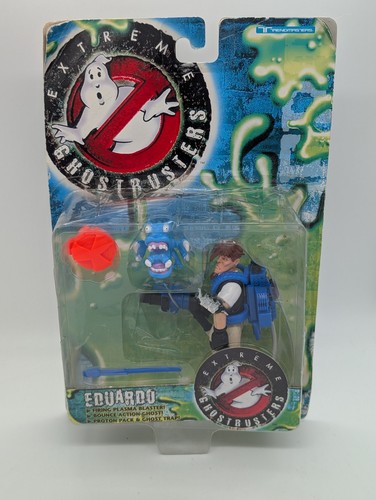 TRENDMASTERS
EXTREME
GHOSTBUSTERS
EXTREME
GHOSTBUSTERS
EDUARDO
FIRING PLASMA BLASTER!
BOUNCE ACTION GHOST!
PROTON PACK & GHOST TRAP!